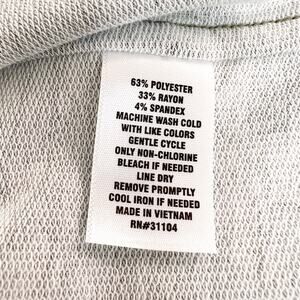 63% POLYESTER
33% RAYON
4% SPANDEX
MACHINE WASH COLD
WITH LIKE COLORS
GENTLE CYCLE
ONLY NON-CHLORINE
BLEACH IF NEEDED
LINE DRY
REMOVE PROMPTLY
COOL IRON IF NEEDED
MADE IN VIETNAM
RN#31104